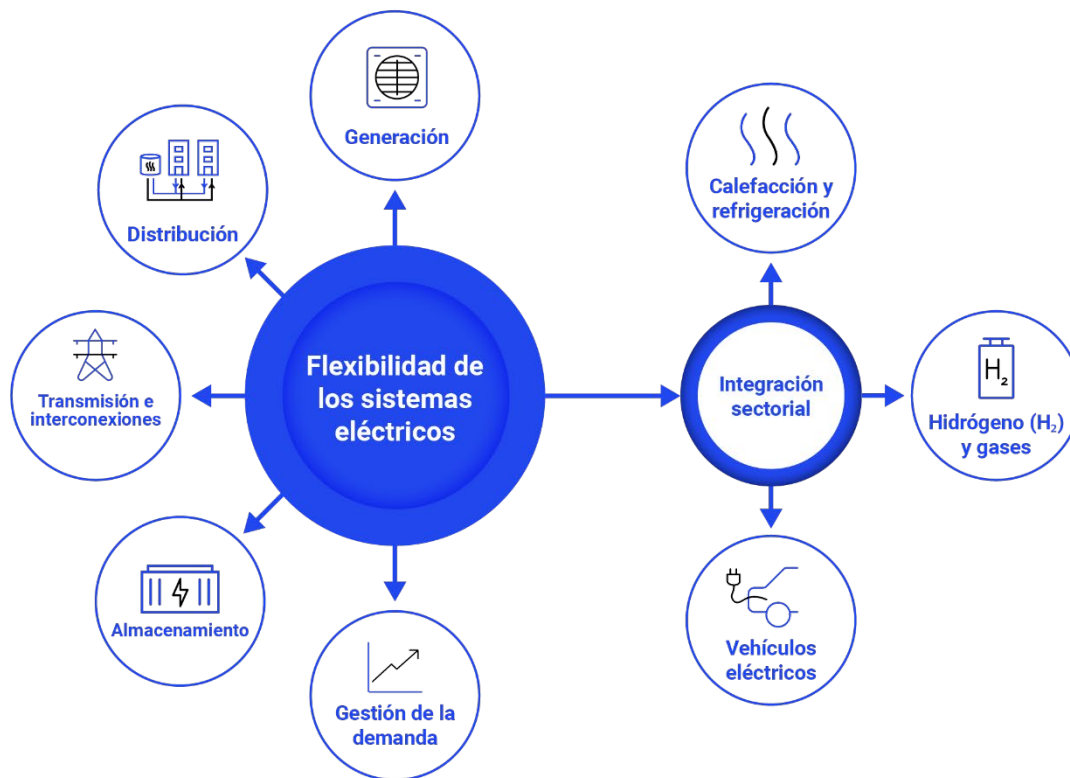 Generación
Distribución
Transmisión e
interconexiones
Almacenamiento
Gestión de la
demanda
Flexibilidad de
los sistemas
eléctricos
Integración
sectorial
Calefacción y
refrigeración
H₂
Hidrógeno (H₂)
y gases
Vehículos
eléctricos